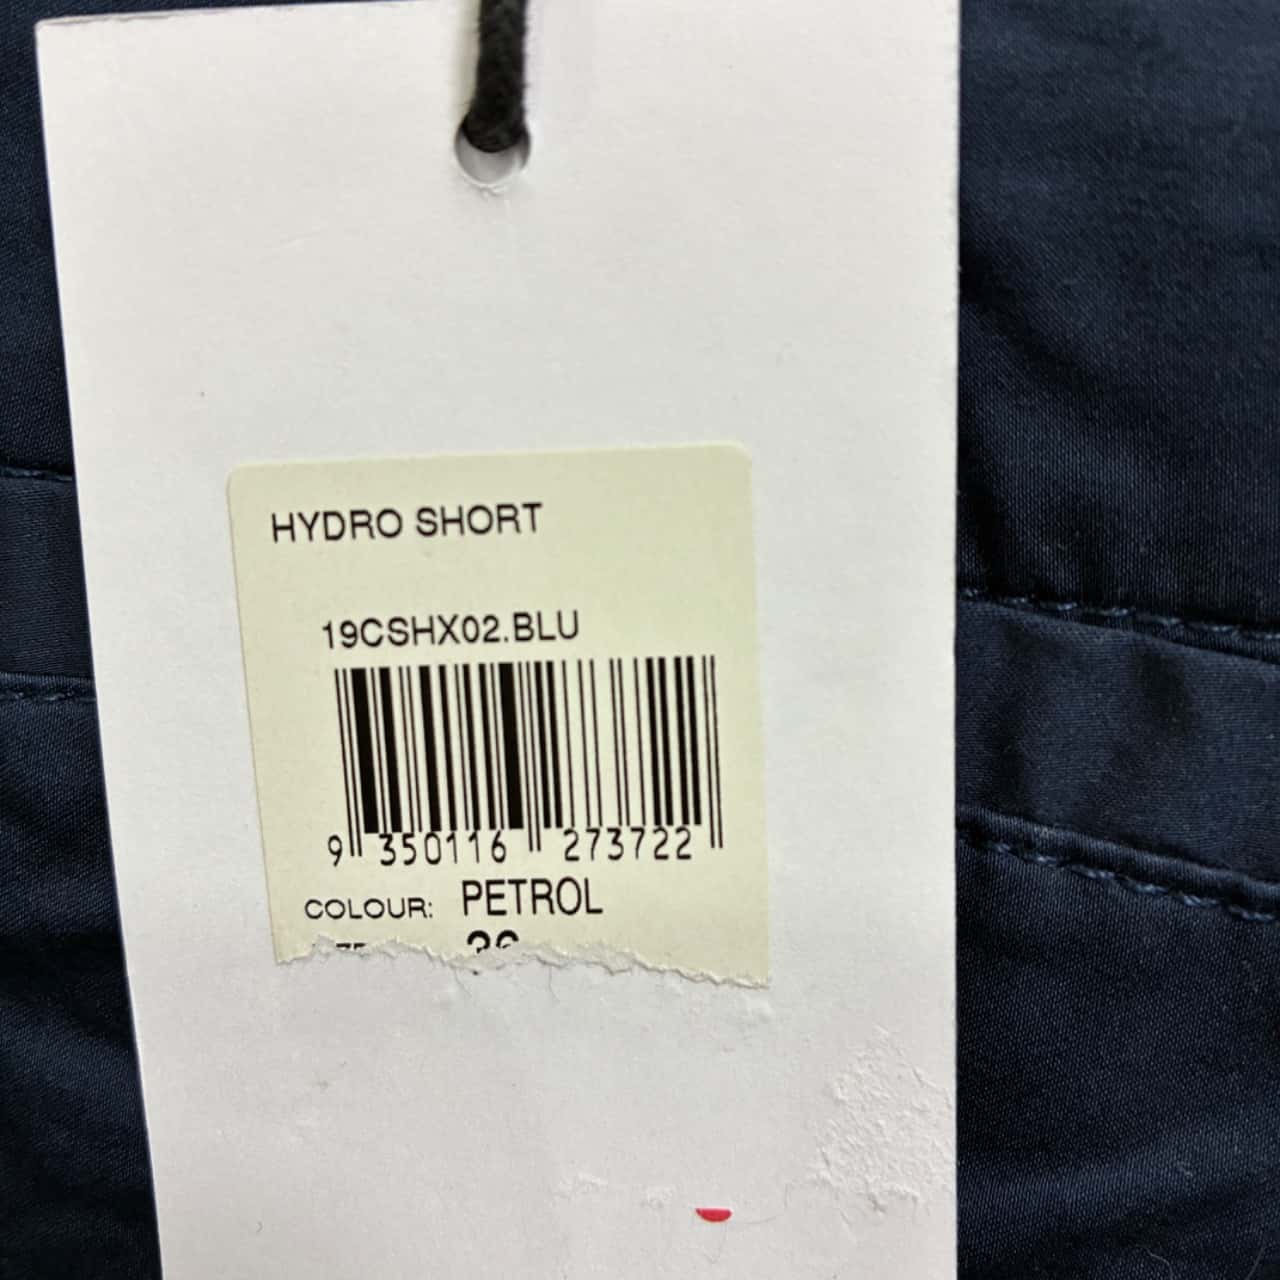 HYDRO SHORT
19CSHX02.BLU
9 350116 273722
COLOUR: PETROL